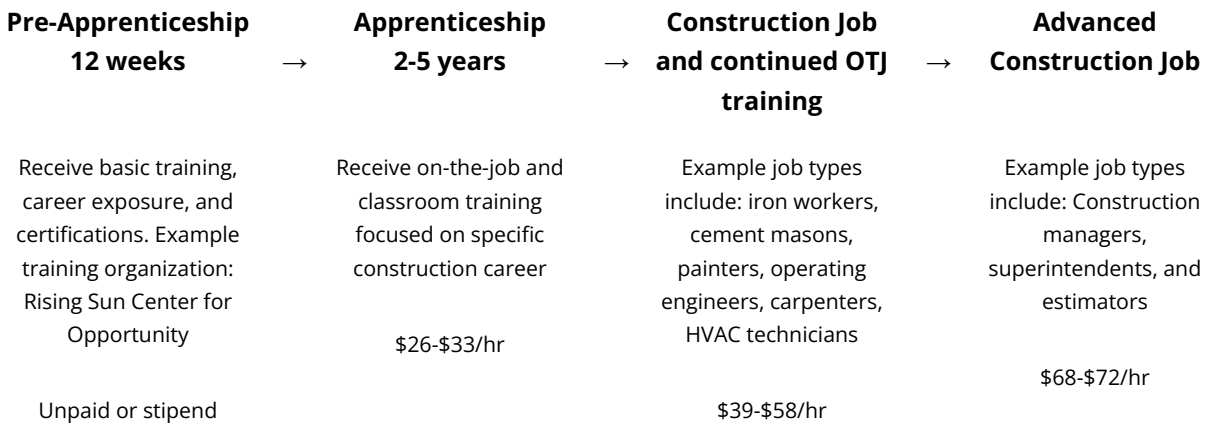 Pre-Apprenticeship
12 weeks
→
Apprenticeship
2-5 years
→
Construction Job
and continued OTJ
training
→
Advanced
Construction Job
Receive basic training,
career exposure, and
certifications. Example
training organization:
Rising Sun Center for
Opportunity
Unpaid or stipend
Receive on-the-job and
classroom training
focused on specific
construction career
$26-$33/hr
Example job types
include: iron workers,
cement masons,
painters, operating
engineers, carpenters,
HVAC technicians
$39-$58/hr
Example job types
include: Construction
managers,
superintendents, and
estimators
$68-$72/hr